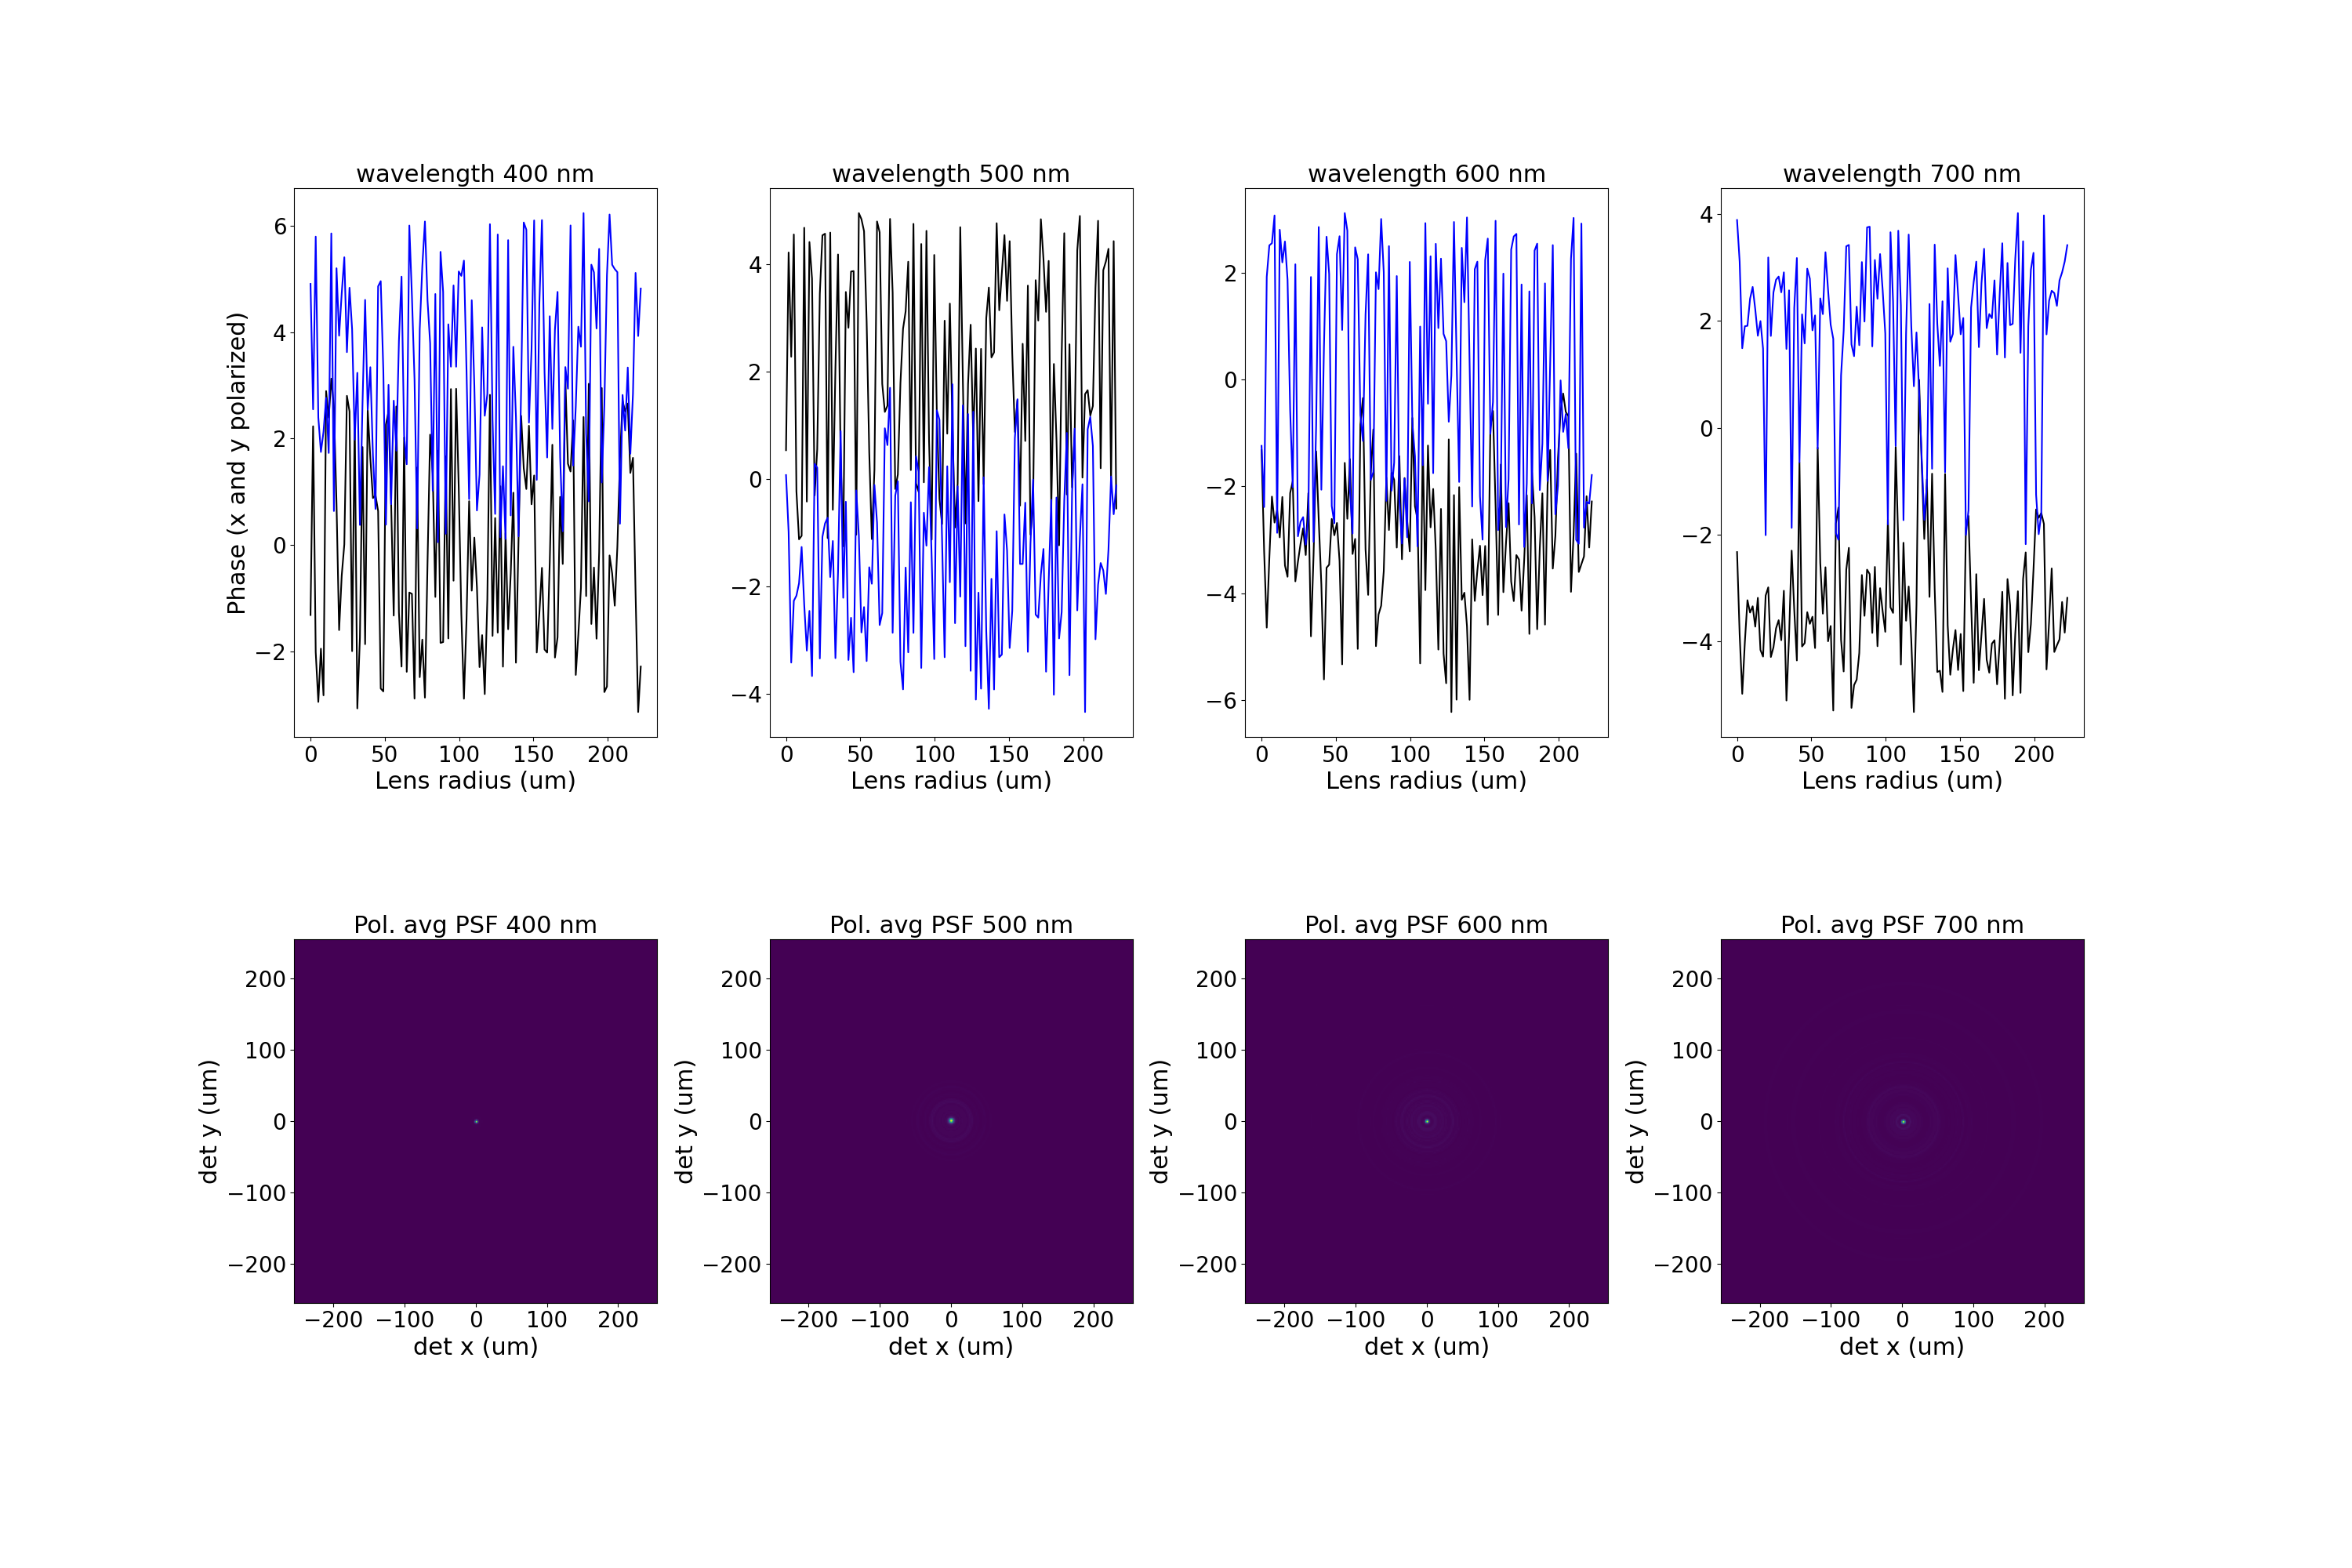 wavelength 400 nm
wavelength 500 nm
wavelength 600 nm
wavelength 700 nm
Phase (x and y polarized)
6
4
2
0
−2
0 50 100 150 200
Lens radius (um)
4
2
0
−2
−4
0 50 100 150 200
Lens radius (um)
2
0
−2
−4
−6
0 50 100 150 200
Lens radius (um)
4
2
0
−2
−4
0 50 100 150 200
Lens radius (um)
Pol. avg PSF 400 nm
Pol. avg PSF 500 nm
Pol. avg PSF 600 nm
Pol. avg PSF 700 nm
det y (um)
200
100
0
−100
−200
−200 −100 0 100 200
det x (um)
det y (um)
200
100
0
−100
−200
−200 −100 0 100 200
det x (um)
det y (um)
200
100
0
−100
−200
−200 −100 0 100 200
det x (um)
det y (um)
200
100
0
−100
−200
−200 −100 0 100 200
det x (um)